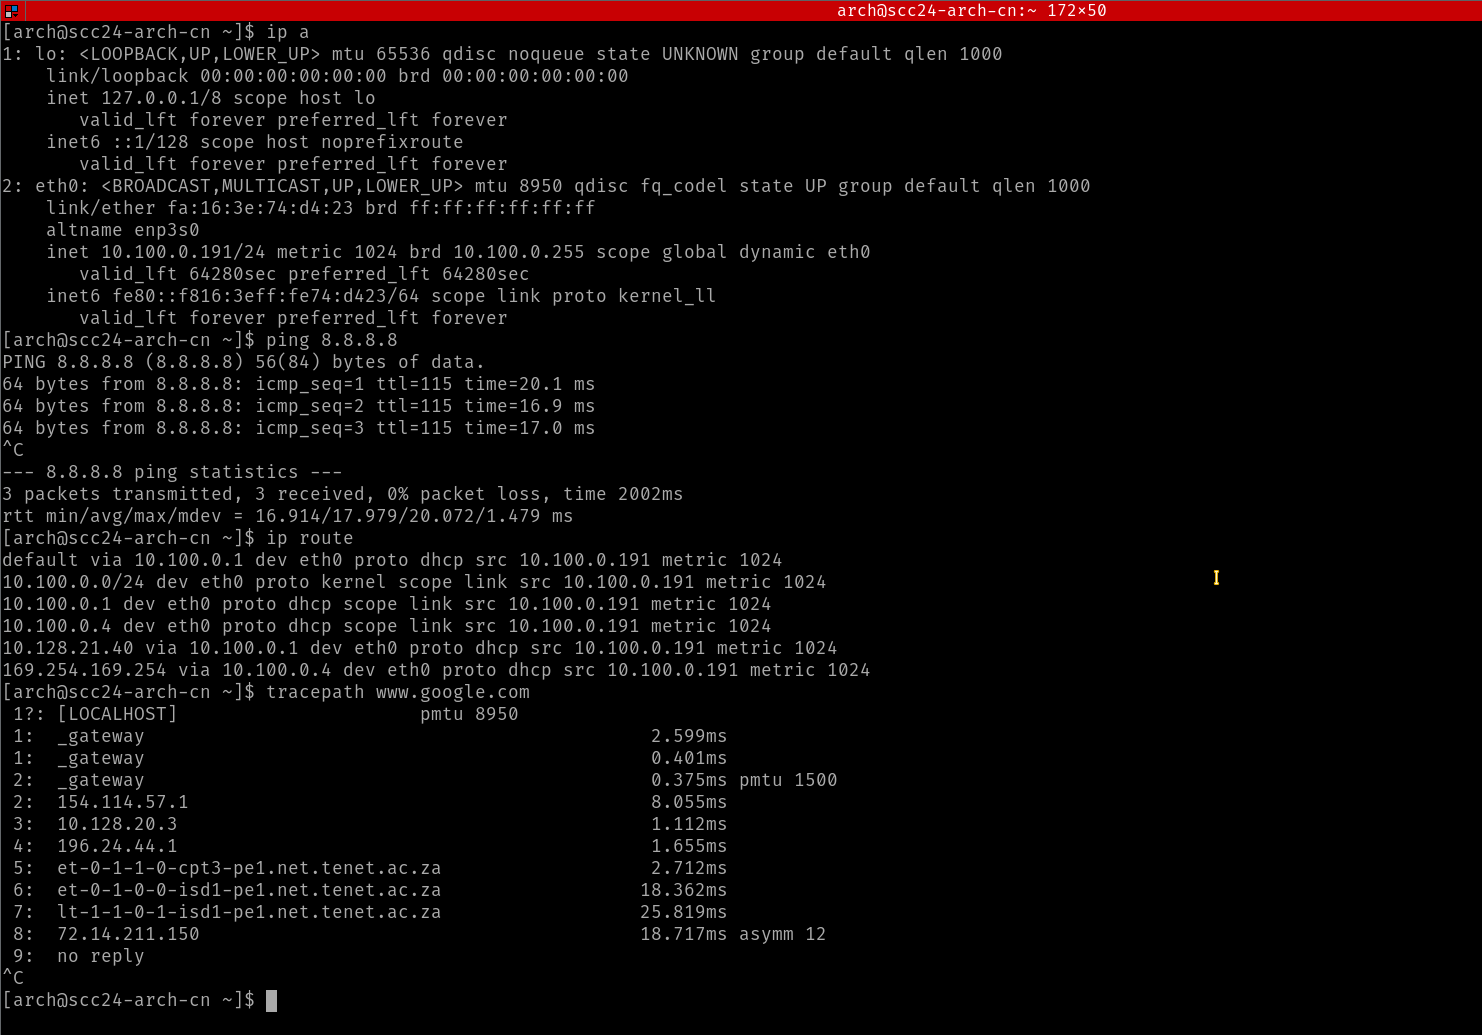 arch@scc24-arch-cn:~ 172×50
[arch@scc24-arch-cn ~]$ ip a
1: lo: <LOOPBACK,UP,LOWER_UP> mtu 65536 qdisc noqueue state UNKNOWN group default qlen 1000
    link/loopback 00:00:00:00:00:00 brd 00:00:00:00:00:00
    inet 127.0.0.1/8 scope host lo
       valid_lft forever preferred_lft forever
    inet6 ::1/128 scope host noprefixroute
       valid_lft forever preferred_lft forever
2: eth0: <BROADCAST,MULTICAST,UP,LOWER_UP> mtu 8950 qdisc fq_codel state UP group default qlen 1000
    link/ether fa:16:3e:74:d4:23 brd ff:ff:ff:ff:ff:ff
    altname enp3s0
    inet 10.100.0.191/24 metric 1024 brd 10.100.0.255 scope global dynamic eth0
       valid_lft 64280sec preferred_lft 64280sec
    inet6 fe80::f816:3eff:fe74:d423/64 scope link proto kernel_ll
       valid_lft forever preferred_lft forever
[arch@scc24-arch-cn ~]$ ping 8.8.8.8
PING 8.8.8.8 (8.8.8.8) 56(84) bytes of data.
64 bytes from 8.8.8.8: icmp_seq=1 ttl=115 time=20.1 ms
64 bytes from 8.8.8.8: icmp_seq=2 ttl=115 time=16.9 ms
64 bytes from 8.8.8.8: icmp_seq=3 ttl=115 time=17.0 ms
^C
--- 8.8.8.8 ping statistics ---
3 packets transmitted, 3 received, 0% packet loss, time 2002ms
rtt min/avg/max/mdev = 16.914/17.979/20.072/1.479 ms
[arch@scc24-arch-cn ~]$ ip route
default via 10.100.0.1 dev eth0 proto dhcp src 10.100.0.191 metric 1024
10.100.0.0/24 dev eth0 proto kernel scope link src 10.100.0.191 metric 1024
10.100.0.1 dev eth0 proto dhcp scope link src 10.100.0.191 metric 1024
10.100.0.4 dev eth0 proto dhcp scope link src 10.100.0.191 metric 1024
10.128.21.40 via 10.100.0.1 dev eth0 proto dhcp src 10.100.0.191 metric 1024
169.254.169.254 via 10.100.0.4 dev eth0 proto dhcp src 10.100.0.191 metric 1024
[arch@scc24-arch-cn ~]$ tracepath www.google.com
 1?: [LOCALHOST]                      pmtu 8950
 1:  _gateway                                              2.599ms
 1:  _gateway                                              0.401ms
 2:  _gateway                                              0.375ms pmtu 1500
 2:  154.114.57.1                                          8.055ms
 3:  10.128.20.3                                           1.112ms
 4:  196.24.44.1                                           1.655ms
 5:  et-0-1-1-0-cpt3-pe1.net.tenet.ac.za                   2.712ms
 6:  et-0-1-0-0-isd1-pe1.net.tenet.ac.za                  18.362ms
 7:  lt-1-1-0-1-isd1-pe1.net.tenet.ac.za                  25.819ms
 8:  72.14.211.150                                        18.717ms asymm 12
 9:  no reply
^C
[arch@scc24-arch-cn ~]$